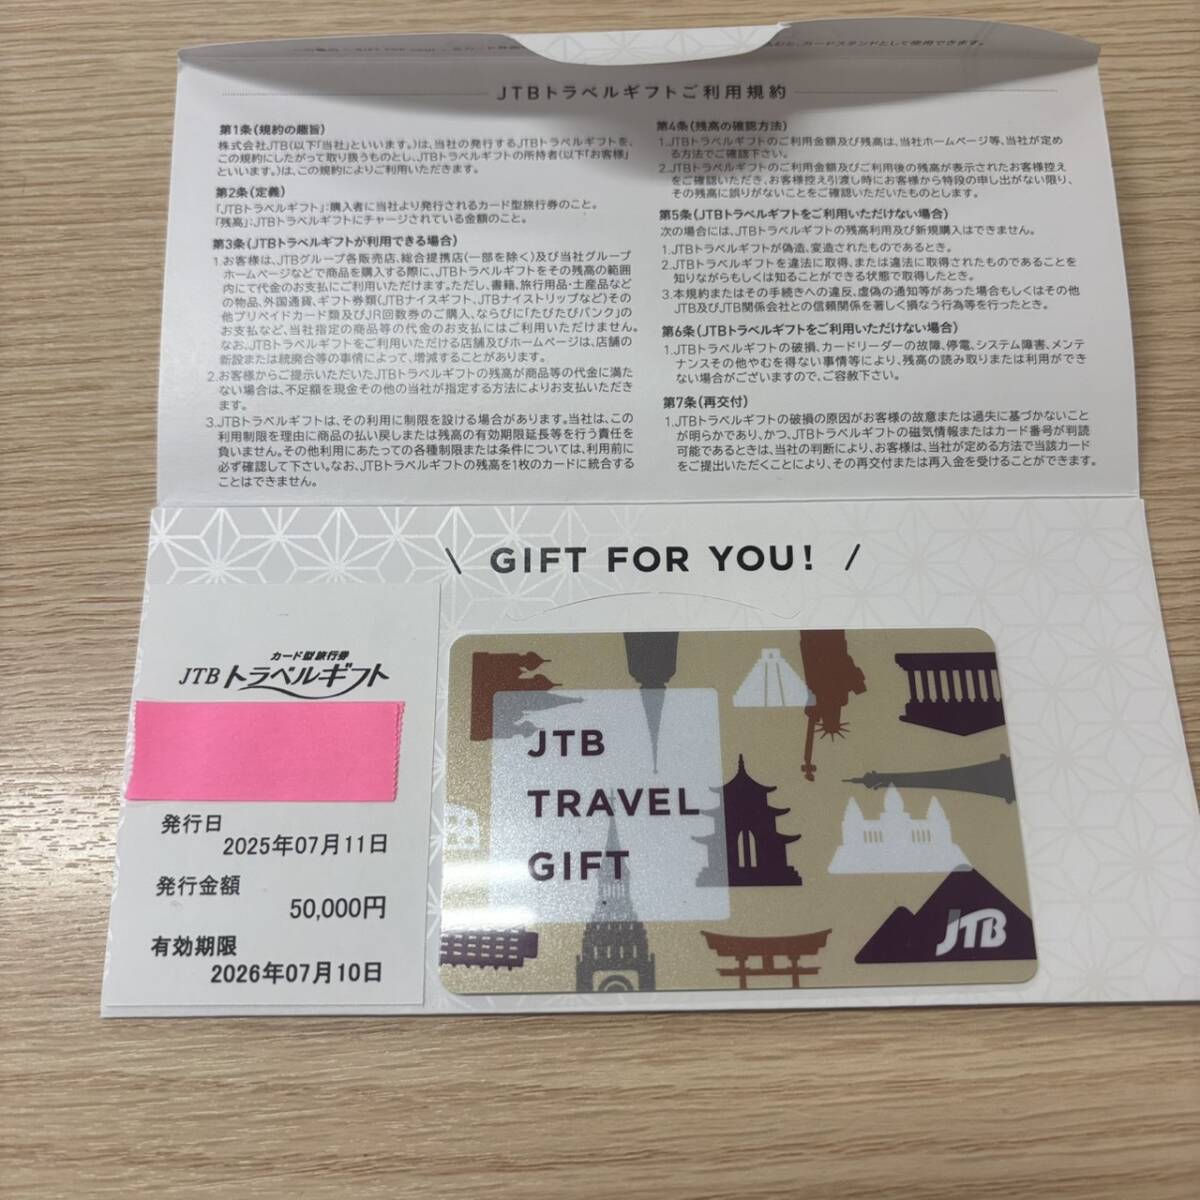 カードスタンドとして使用できます。
JTBトラベルギフトご利用規約
第1条(規約の趣旨)
株式会社JTB(以下「当社」といいます。)は、当社の発行するJTBトラベルギフトを、
この規約にしたがって取り扱うものとし、JTBトラベルギフトの所持者(以下「お客様」
といいます。)は、この規約によりご利用いただきます。
第2条(定義)
「JTBトラベルギフト」:購入者に当社より発行されるカード型旅行券のこと。
「残高」:JTBトラベルギフトにチャージされている金額のこと。
第3条(JTBトラベルギフトが利用できる場合)
1.お客様は、JTBグループ各販売店、総合提携店(一部を除く)及び当社グループ
ホームページなどで商品を購入する際に、JTBトラベルギフトをその残高の範囲
内にて代金のお支払にご利用いただけます。ただし、書籍、旅行用品・土産品など
の物品、外国通貨、ギフト券類(JTBナイスギフト、JTBナイストリップなど)その
他プリペイドカード類及びJR回数券のご購入、ならびに「たびたびバンク」の
お支払など、当社指定の商品等の代金のお支払にはご利用いただけません。
なお、JTBトラベルギフトをご利用いただける店舗及びホームページは、店舗の
新設または統廃合等の事情によって、増減することがあります。
2.お客様からご提示いただいたJTBトラベルギフトの残高が商品等の代金に満た
ない場合は、不足額を現金その他の当社が指定する方法によりお支払いただき
ます。
3.JTBトラベルギフトは、その利用に制限を設ける場合があります。当社は、この
利用制限を理由に商品の払い戻しまたは残高の有効期限延長等を行う責任を
負いません。その他利用にあたっての各種制限または条件については、利用前に
必ず確認して下さい。なお、JTBトラベルギフトの残高を1枚のカードに統合する
ことはできません。
第4条(残高の確認方法)
1.JTBトラベルギフトのご利用金額及び残高は、当社ホームページ等、当社が定め
る方法でご確認下さい。
2.JTBトラベルギフトのご利用金額及びご利用後の残高が表示されたお客様控え
をご確認いただき、お客様控え引渡し時にお客様から特段の申し出がない限り、
その残高に誤りがないことをご確認いただいたものとします。
第5条(JTBトラベルギフトをご利用いただけない場合)
次の場合には、JTBトラベルギフトの残高利用及び新規購入はできません。
1.JTBトラベルギフトが偽造、変造されたものであるとき。
2.JTBトラベルギフトを違法に取得、または違法に取得されたものであることを
知りながらもしくは知ることができる状態で取得したとき。
3.本規約またはその手続きへの違反、虚偽の通知等があった場合もしくはその他
JTB及びJTB関係会社との信頼関係を著しく損なう行為等を行ったとき。
第6条(JTBトラベルギフトをご利用いただけない場合)
1.JTBトラベルギフトの破損、カードリーダーの故障、停電、システム障害、メンテ
ナンスその他やむを得ない事情等により、残高の読み取りまたは利用ができ
ない場合がございますので、ご容赦下さい。
第7条(再交付)
1.JTBトラベルギフトの破損の原因がお客様の故意または過失に基づかないこと
が明らかであり、かつ、JTBトラベルギフトの磁気情報またはカード番号が判読
可能であるときは、当社の判断により、お客様は、当社が定める方法で当該カード
をご提出いただくことにより、その再交付または再入金を受けることができます。
\ GIFT FOR YOU! /
カード型旅行券
JTBトラベルギフト
発行日
2025年07月11日
発行金額
50,000円
有効期限
2026年07月10日
JTB
TRAVEL
GIFT
JTB